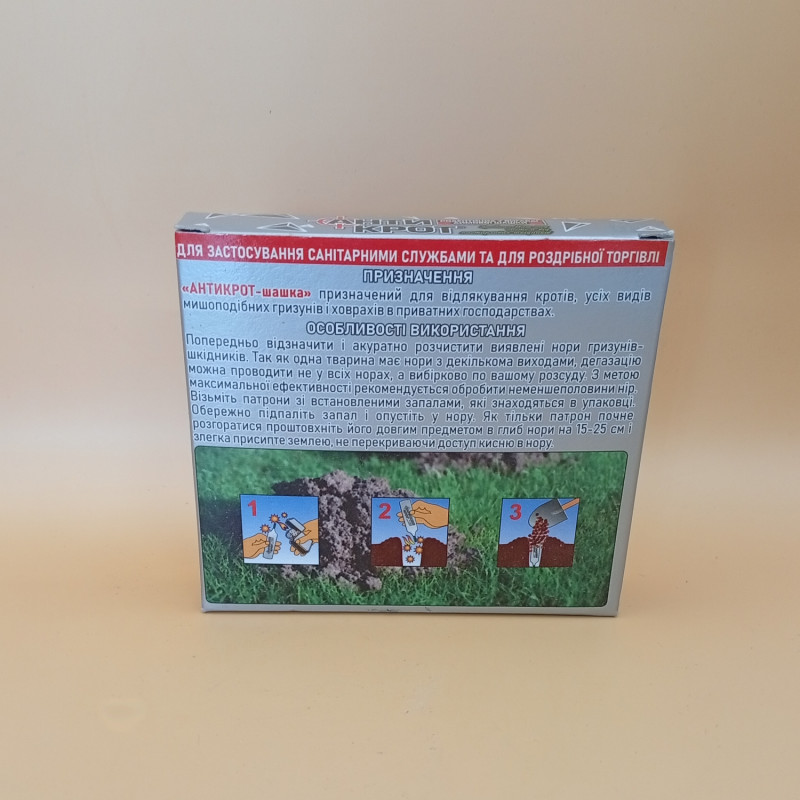 АНТИ
КРОТ
ДЛЯ ЗАСТОСУВАННЯ САНІТАРНИМИ СЛУЖБАМИ ТА ДЛЯ РОЗДРІБНОЇ ТОРГІВЛІ
ПРИЗНАЧЕННЯ
«АНТИКРОТ-шашка» призначений для відлякування кротів, усіх видів
мишоподібних гризунів і ховрахів в приватних господарствах.
ОСОБЛИВОСТІ ВИКОРИСТАННЯ
Попередньо відзначити і акуратно розчистити виявлені нори гризунів-
шкідників. Так як одна тварина має нори з декількома виходами, дегазацію
можна проводити не у всіх норах, а вибірково по вашому розсуду. З метою
максимальної ефективності рекомендується обробити неменшеполовини нір.
Візьміть патрони зі встановленими запалами, які знаходяться в упаковці.
Обережно підпаліть запал і опустіть у нору. Як тільки патрон почне
розгоратися проштовхніть його довгим предметом в глиб нори на 15-25 см і
злегка присипте землею, не перекриваючи доступ кисню в нору.
1 2 3